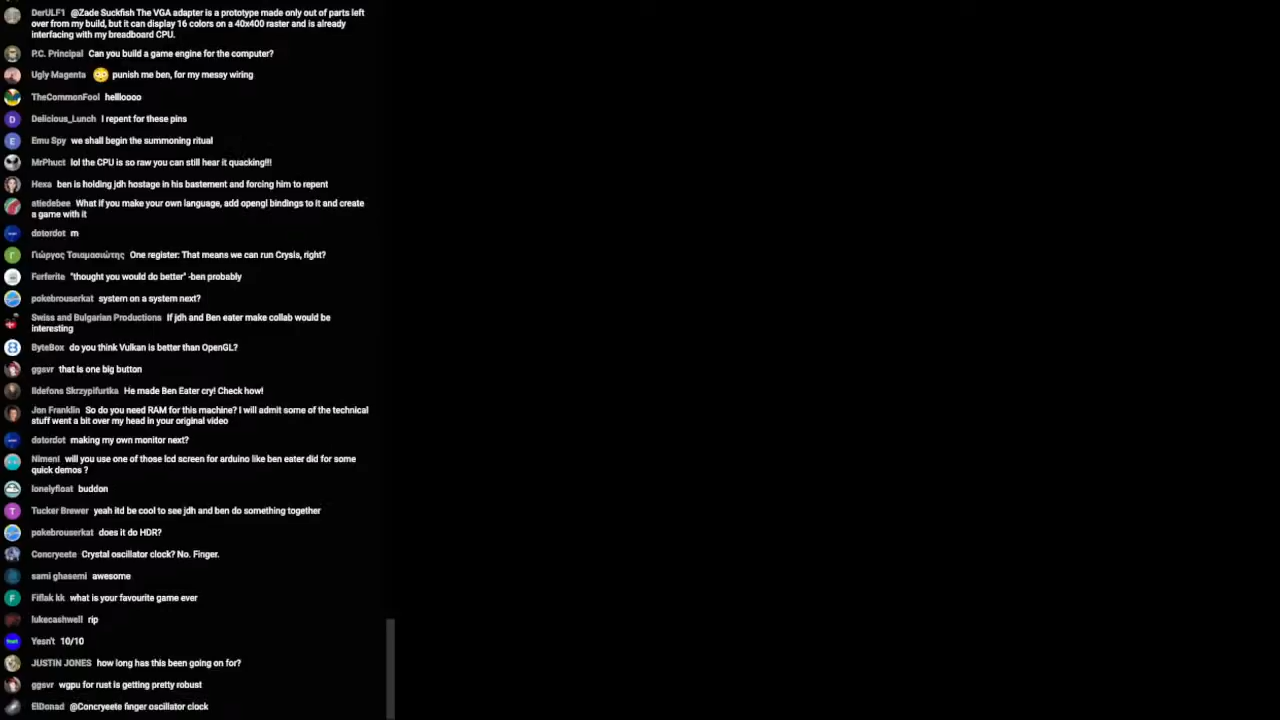 DerULF1 @Zade Suckfish The VGA adapter is a prototype made only out of parts left
over from my build, but it can display 16 colors on a 40x400 raster and is already
interfacing with my breadboard CPU.
P.C. Principal Can you build a game engine for the computer?
Ugly Magenta 😳 punish me ben, for my messy wiring
TheCommonFool hellloooo
D Delicious_Lunch I repent for these pins
E Emu Spy we shall begin the summoning ritual
MrPhuct lol the CPU is so raw you can still hear it quacking!!!
Hexa ben is holding jdh hostage in his bastement and forcing him to repent
atiedebee What if you make your own language, add opengl bindings to it and create
a game with it
dotordot m
Γ Γιώργος Τσιαμασιώτης One register: That means we can run Crysis, right?
Ferferite "thought you would do better" -ben probably
pokebrouserkat system on a system next?
Swiss and Bulgarian Productions If jdh and Ben eater make collab would be
interesting
ByteBox do you think Vulkan is better than OpenGL?
ggsvr that is one big button
Ildefons Skrzypifurtka He made Ben Eater cry! Check how!
Jon Franklin So do you need RAM for this machine? I will admit some of the technical
stuff went a bit over my head in your original video
dotordot making my own monitor next?
Nimeni will you use one of those lcd screen for arduino like ben eater did for some
quick demos ?
lonelyfloat buddon
T Tucker Brewer yeah itd be cool to see jdh and ben do something together
pokebrouserkat does it do HDR?
Concryeete Crystal oscillator clock? No. Finger.
sami ghasemi awesome
F Fiflak kk what is your favourite game ever
lukecashwell rip
Yesn't 10/10
JUSTIN JONES how long has this been going on for?
ggsvr wgpu for rust is getting pretty robust
ElDonad @Concryeete finger oscillator clock